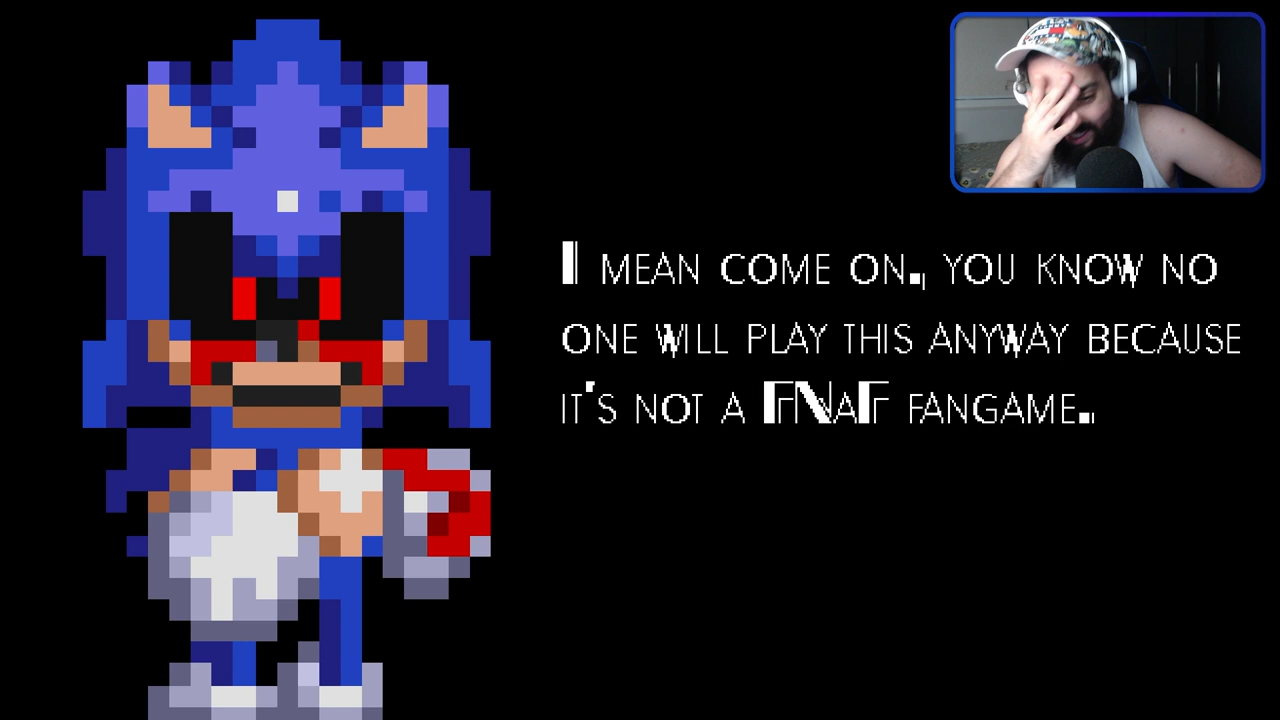 I mean come on., you know no
one will play this anyway because
it's not a FNaF fangame..